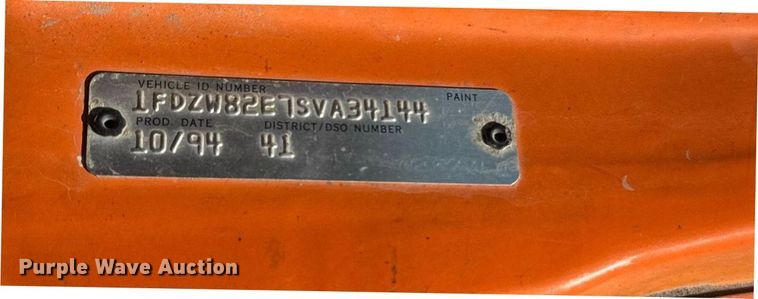 VEHICLE ID NUMBER
1FDZW82E7SVA34144
PAINT
PROD. DATE DISTRICT/DSO NUMBER
10/94 41
Purple Wave Auction